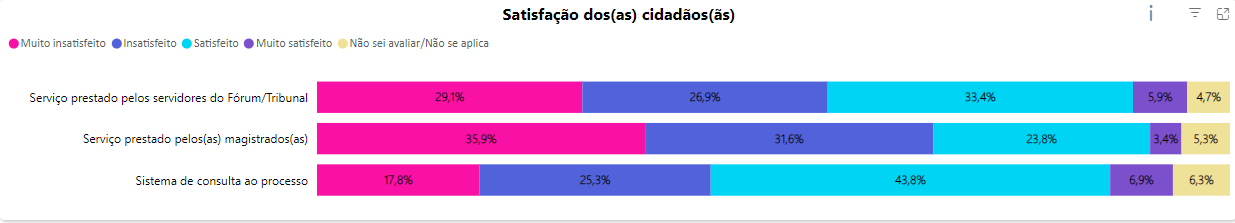 Satisfação dos(as) cidadãos(ãs)
Muito insatisfeito Insatisfeito Satisfeito Muito satisfeito Não sei avaliar/Não se aplica
Serviço prestado pelos servidores do Fórum/Tribunal 29,1% 26,9% 33,4% 5,9% 4,7%
Serviço prestado pelos(as) magistrados(as) 35,9% 31,6% 23,8% 3,4% 5,3%
Sistema de consulta ao processo 17,8% 25,3% 43,8% 6,9% 6,3%